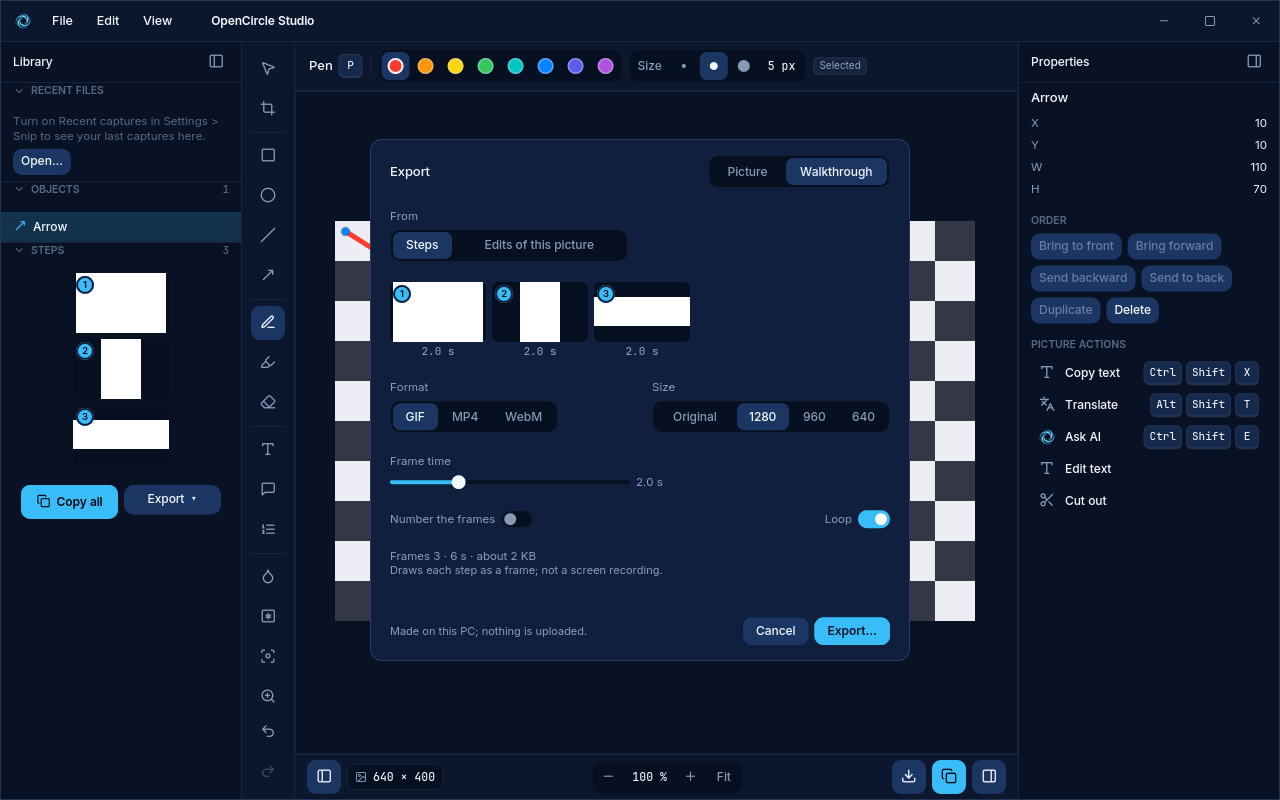 File Edit View OpenCircle Studio
Library
RECENT FILES
Turn on Recent captures in Settings >
Snip to see your last captures here.
Open...
OBJECTS 1
Arrow
STEPS 3
1
2
3
Copy all Export
Pen P Size 5 px Selected
Export Picture Walkthrough
From
Steps Edits of this picture
1 2 3
2.0 s 2.0 s 2.0 s
Format Size
GIF MP4 WebM Original 1280 960 640
Frame time
2.0 s
Number the frames Loop
Frames 3 · 6 s · about 2 KB
Draws each step as a frame; not a screen recording.
Made on this PC; nothing is uploaded. Cancel Export...
640 × 400 100 % Fit
Properties
Arrow
X 10
Y 10
W 110
H 70
ORDER
Bring to front Bring forward
Send backward Send to back
Duplicate Delete
PICTURE ACTIONS
Copy text Ctrl Shift X
Translate Alt Shift T
Ask AI Ctrl Shift E
Edit text
Cut out